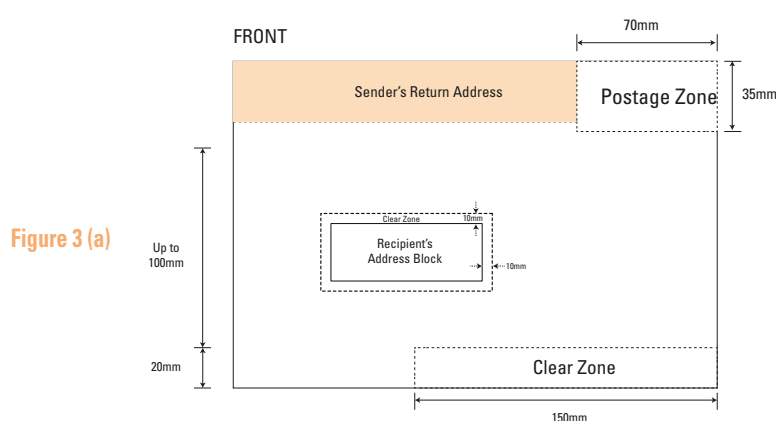 70mm
FRONT
Sender's Return Address
Postage Zone
35mm
Clear Zone
10mm
Recipient's
Address Block
10mm
Figure 3 (a)
Up to
100mm
20mm
Clear Zone
150mm